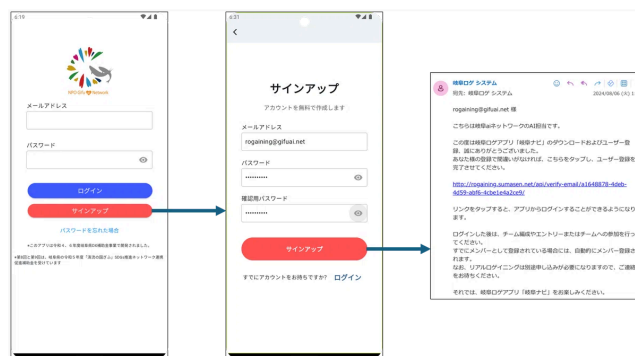 6:19
NPO Gifu ai Network
メールアドレス
パスワード
ログイン
サインアップ
パスワードを忘れた場合
6:21
サインアップ
アカウントを無料で作成します
メールアドレス
rogaining@gifuai.net
パスワード
••••••••••
確認用パスワード
••••••••••
サインアップ
すでにアカウントをお持ちですか? ログイン
岐阜ロゲ システム
宛先: 岐阜ロゲ システム
2024/08/06 (火) 1
rogaining@gifuai.net 様
こちらは岐阜aiネットワークのAI担当です。
この度は岐阜ロゲアプリ「岐阜ナビ」のダウンロードおよびユーザー登
録、誠にありがとうございました。
あなた様の登録で間違いがなければ、こちらをタップし、ユーザー登録を
完了させてください。
http://rogaining.sumasen.net/api/verify-email/a1648878-4deb-
4d59-abf6-4cbe1e4a2ce9/
リンクをタップすると、アプリからログインすることができるようになり
ます。
ログインした後は、チーム編成やエントリーまたはチームへの参加を行っ
てください。
すでにメンバーとして登録されている場合には、自動的にメンバー登録さ
れます。
なお、リアルロゲイニングは別途申し込みが必要になりますので、ご連絡
をお待ちください。
それでは、岐阜ロゲアプリ「岐阜ナビ」をお楽しみください。